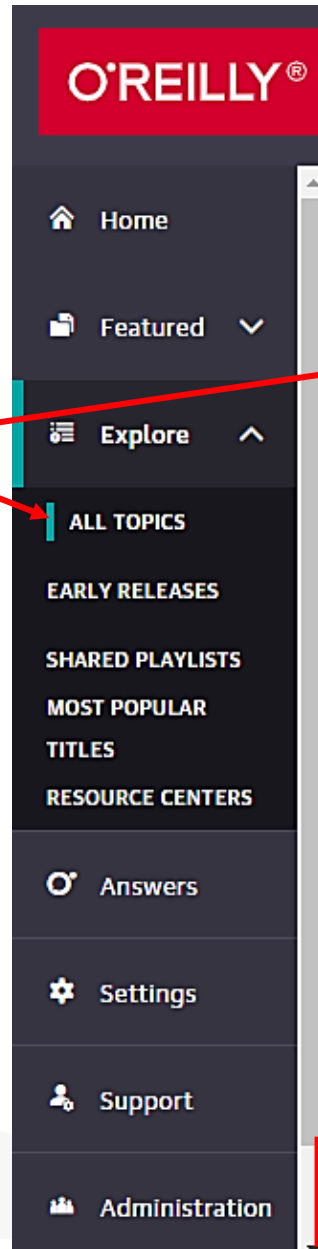 O'REILLY®
Home
Featured
Explore
ALL TOPICS
EARLY RELEASES
SHARED PLAYLISTS
MOST POPULAR
TITLES
RESOURCE CENTERS
Answers
Settings
Support
Administration